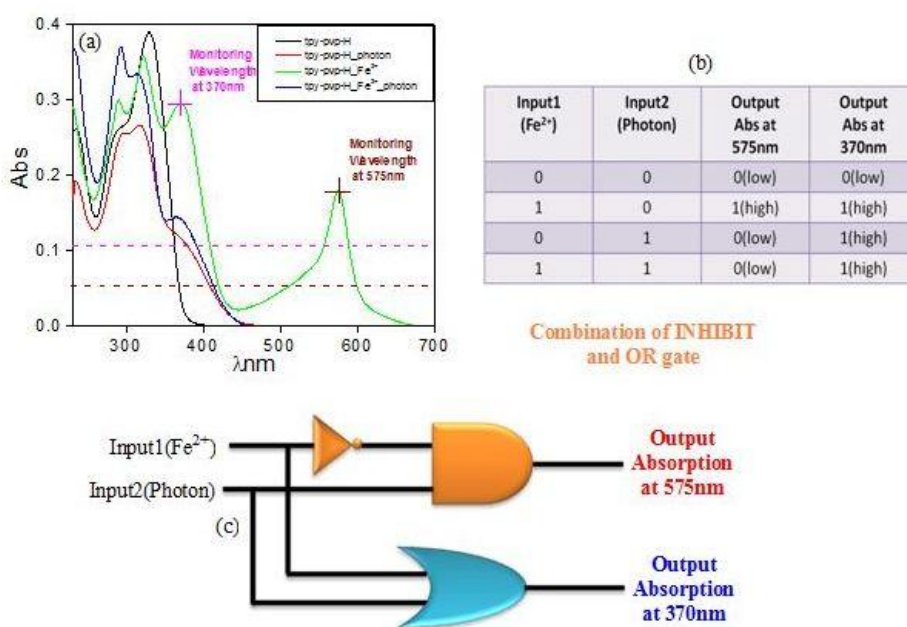 (a)
tpy-pvp-H
tpy-pvp-H_photon
tpy-pvp-H_Fe²⁺
tpy-pvp-H_Fe²⁺_photon
Monitoring
Wavelength
at 370nm
Monitoring
Wavelength
at 575nm
Abs
0.4
0.3
0.2
0.1
0.0
300 400 500 600 700
λnm
(b)
Input1 (Fe²⁺) Input2 (Photon) Output Abs at 575nm Output Abs at 370nm
0 0 0(low) 0(low)
1 0 1(high) 1(high)
0 1 0(low) 1(high)
1 1 0(low) 1(high)
Combination of INHIBIT
and OR gate
Input1(Fe²⁺)
Input2(Photon)
(c)
Output
Absorption
at 575nm
Output
Absorption
at 370nm